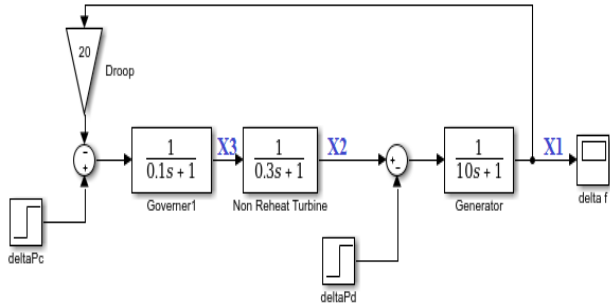 20
Droop
-
+
1
0.1s + 1
X3
1
0.3s + 1
X2
+
-
1
10s + 1
X1
Governer1
Non Reheat Turbine
Generator
delta f
deltaPc
deltaPd